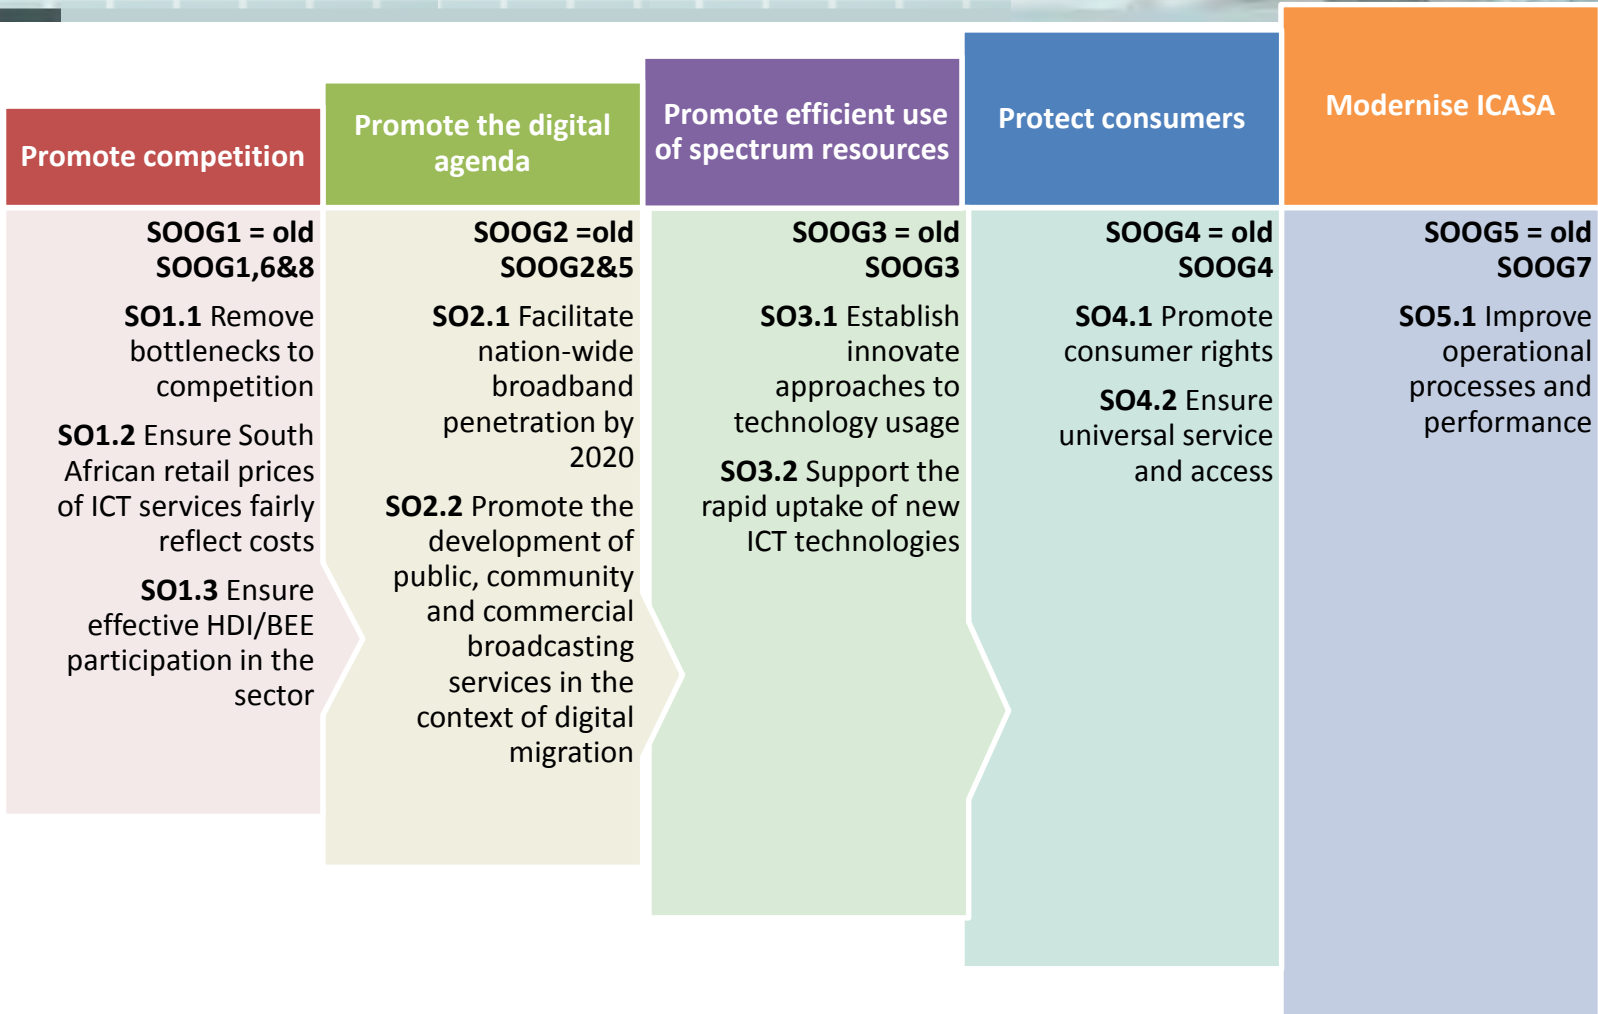 Promote competition
SOOG1 = old
SOOG1,6&8
SO1.1 Remove
bottlenecks to
competition
SO1.2 Ensure South
African retail prices
of ICT services fairly
reflect costs
SO1.3 Ensure
effective HDI/BEE
participation in the
sector
Promote the digital
agenda
SOOG2 =old
SOOG2&5
SO2.1 Facilitate
nation-wide
broadband
penetration by
2020
SO2.2 Promote the
development of
public, community
and commercial
broadcasting
services in the
context of digital
migration
Promote efficient use
of spectrum resources
SOOG3 = old
SOOG3
SO3.1 Establish
innovate
approaches to
technology usage
SO3.2 Support the
rapid uptake of new
ICT technologies
Protect consumers
SOOG4 = old
SOOG4
SO4.1 Promote
consumer rights
SO4.2 Ensure
universal service
and access
Modernise ICASA
SOOG5 = old
SOOG7
SO5.1 Improve
operational
processes and
performance